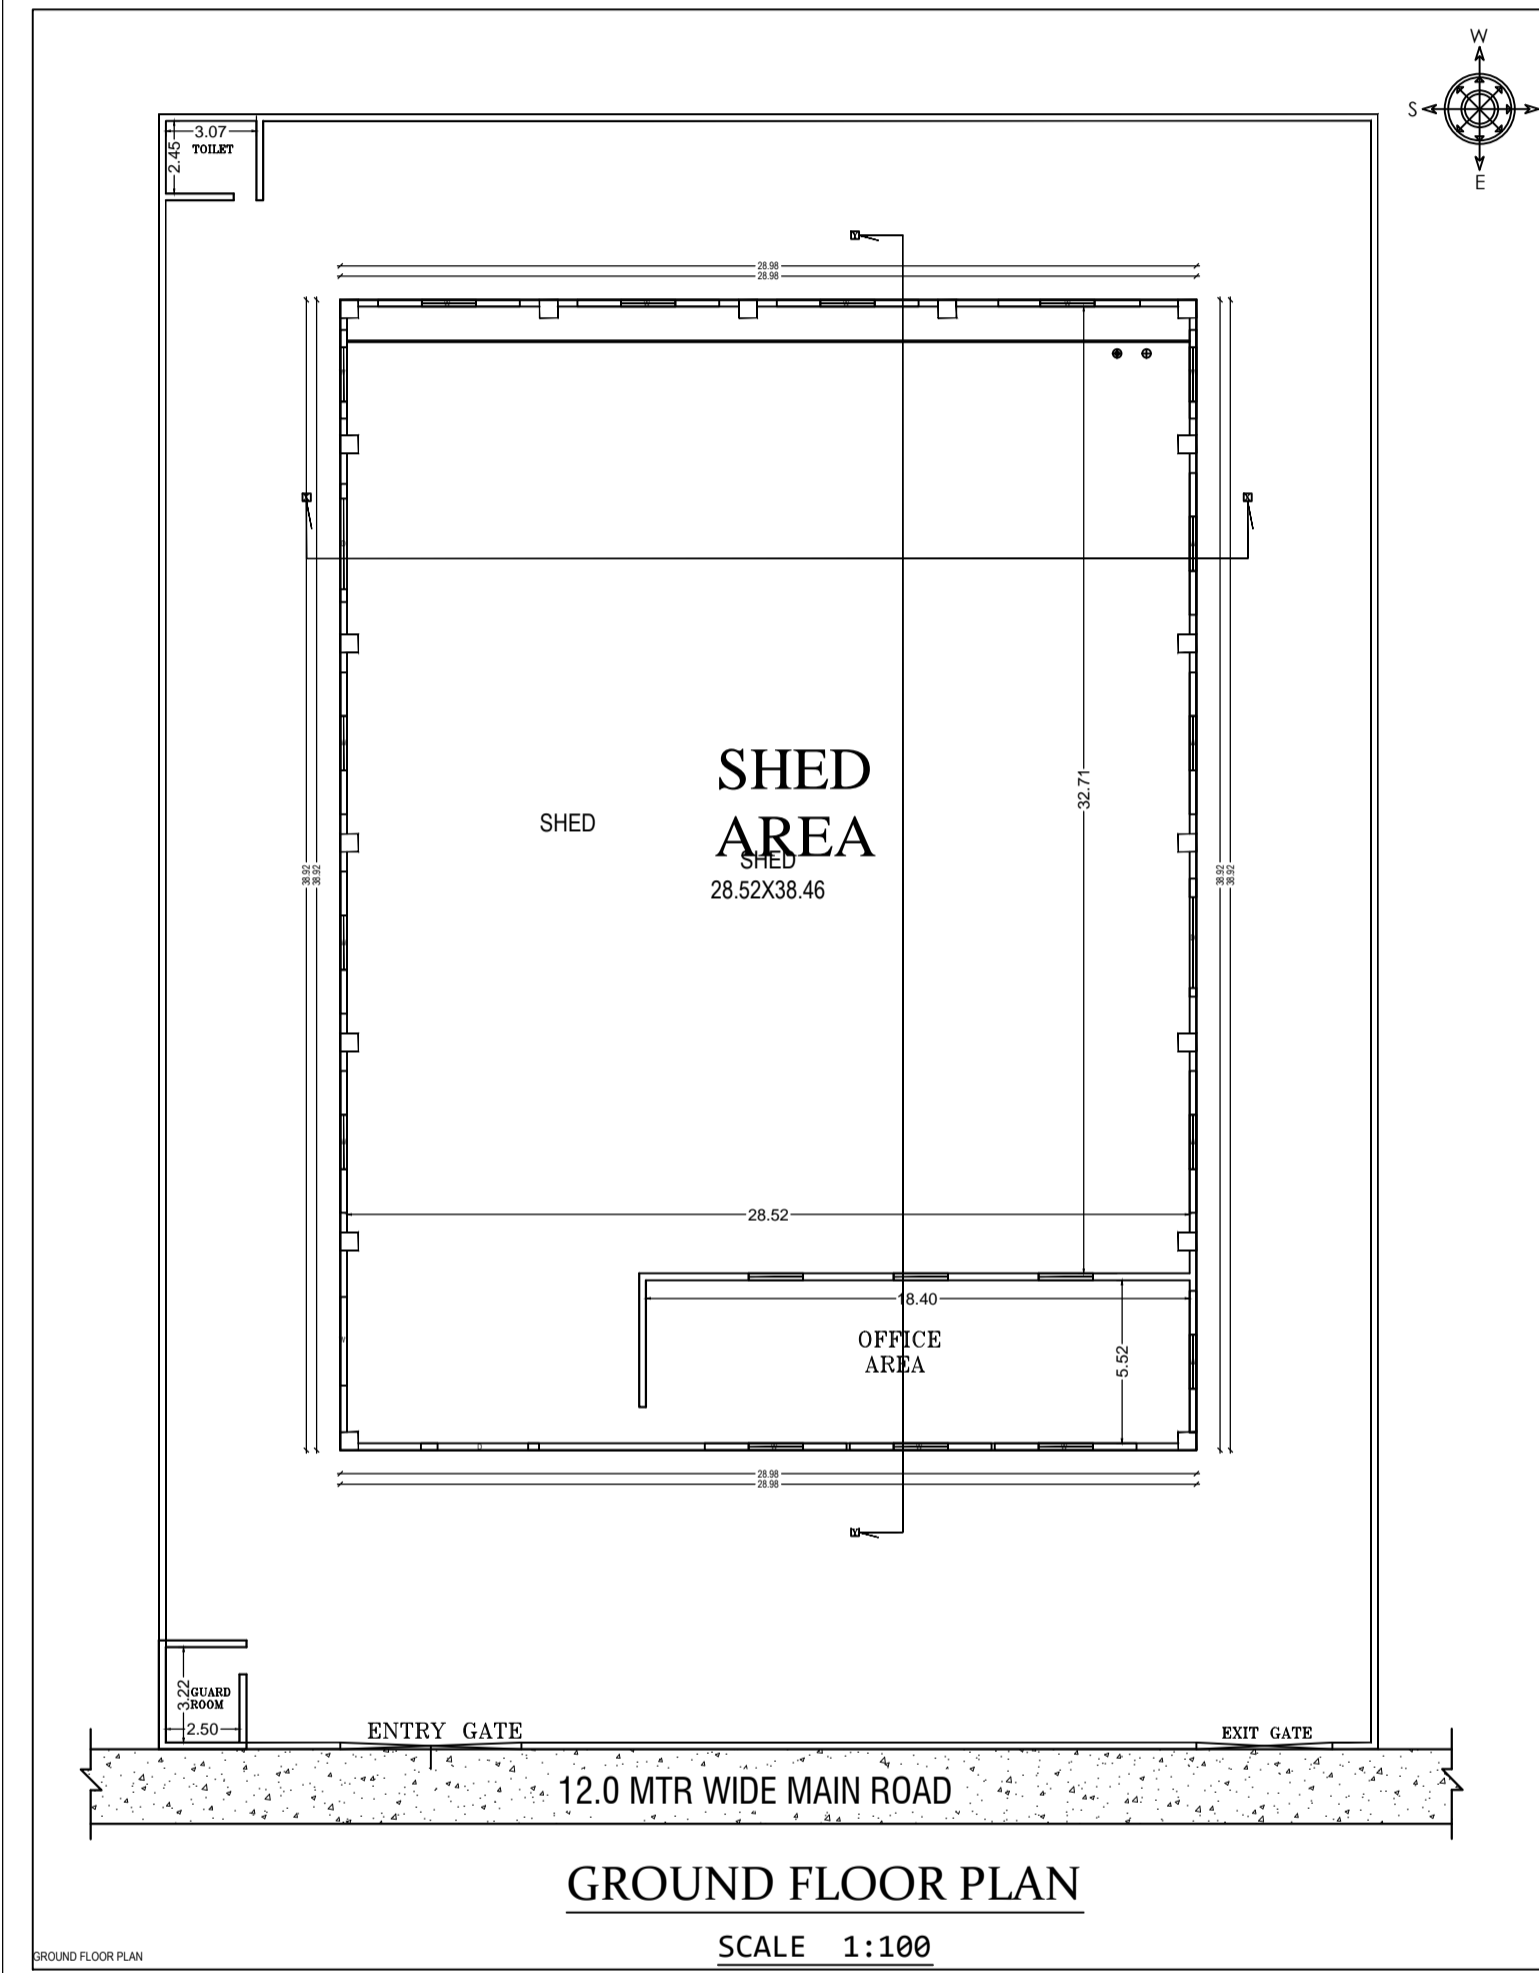 W
S
E
3.07
TOILET
2.45
28.98
28.98
38.92
38.92
38.92
38.92
32.71
SHED
AREA
SHED
SHED
28.52X38.46
28.52
18.40
OFFICE
AREA
5.52
28.98
28.98
3.22
GUARD
ROOM
2.50
ENTRY GATE
EXIT GATE
12.0 MTR WIDE MAIN ROAD
GROUND FLOOR PLAN
SCALE 1:100
GROUND FLOOR PLAN